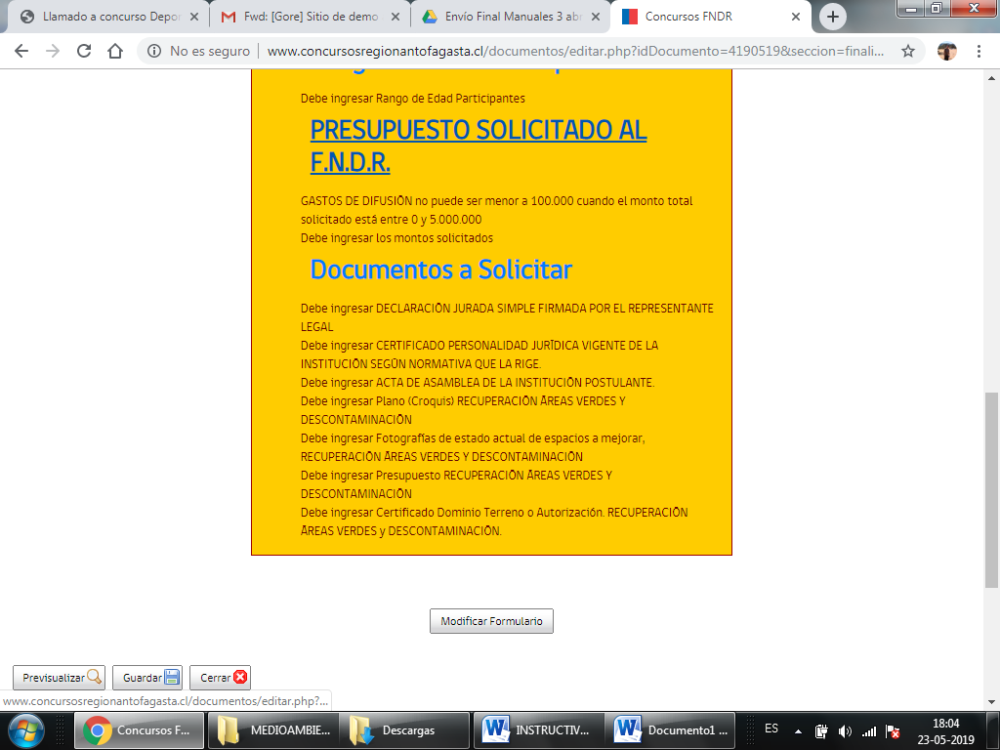 Llamado a concurso Depor
Fwd: [Gore] Sitio de demo
Envío Final Manuales 3 abr
Concursos FNDR
No es seguro
www.concursosregionantofagasta.cl/documentos/editar.php?idDocumento=4190519&seccion=finali...
Debe ingresar Rango de Edad Participantes
PRESUPUESTO SOLICITADO AL
F.N.D.R.
GASTOS DE DIFUSIÓN no puede ser menor a 100.000 cuando el monto total
solicitado está entre 0 y 5.000.000
Debe ingresar los montos solicitados
Documentos a Solicitar
Debe ingresar DECLARACIÓN JURADA SIMPLE FIRMADA POR EL REPRESENTANTE
LEGAL
Debe ingresar CERTIFICADO PERSONALIDAD JURÍDICA VIGENTE DE LA
INSTITUCIÓN SEGÚN NORMATIVA QUE LA RIGE.
Debe ingresar ACTA DE ASAMBLEA DE LA INSTITUCIÓN POSTULANTE.
Debe ingresar Plano (Croquis) RECUPERACIÓN ÁREAS VERDES Y
DESCONTAMINACIÓN
Debe ingresar Fotografías de estado actual de espacios a mejorar,
RECUPERACIÓN ÁREAS VERDES Y DESCONTAMINACIÓN
Debe ingresar Presupuesto RECUPERACIÓN ÁREAS VERDES Y
DESCONTAMINACIÓN
Debe ingresar Certificado Dominio Terreno o Autorización. RECUPERACIÓN
ÁREAS VERDES y DESCONTAMINACIÓN.
Modificar Formulario
Previsualizar
Guardar
Cerrar
www.concursosregionantofagasta.cl/documentos/editar.php?...
Concursos F...
MEDIOAMBIE...
Descargas
INSTRUCTIV...
Documento1 ...
ES
18:04
23-05-2019